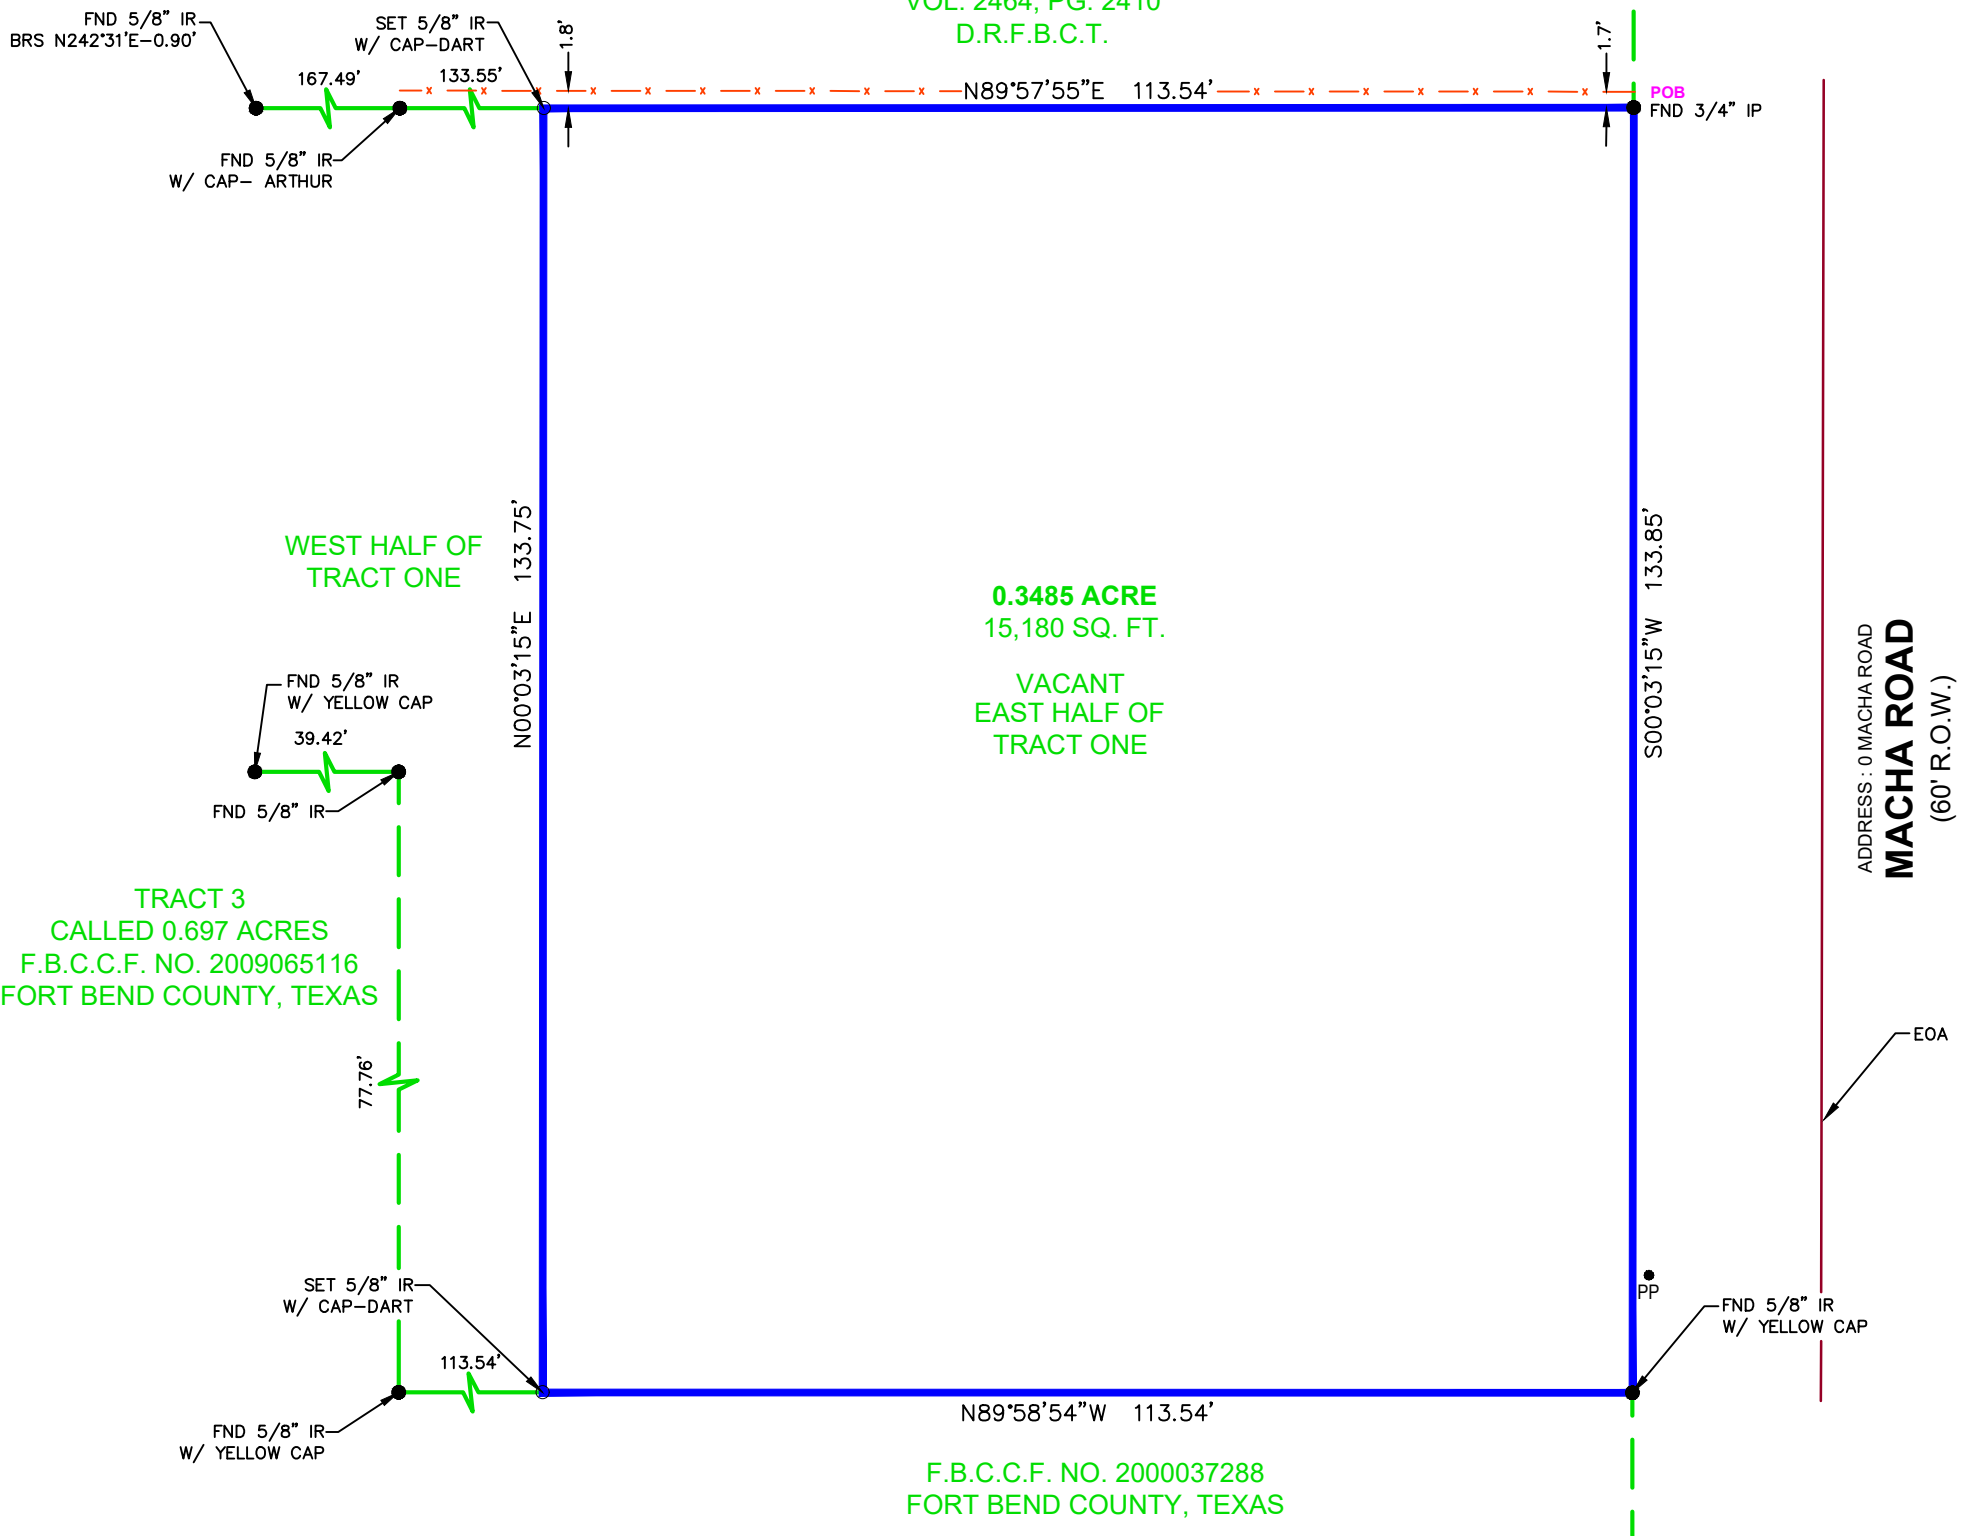 VOL. 2464, PG. 2410
D.R.F.B.C.T.
FND 5/8" IR
BRS N242°31'E-0.90'
SET 5/8" IR
W/ CAP-DART
1.8'
1.7'
167.49'
133.55'
N89°57'55"E 113.54'
POB
FND 3/4" IP
FND 5/8" IR
W/ CAP- ARTHUR
WEST HALF OF
TRACT ONE
N00°03'15"E 133.75'
0.3485 ACRE
15,180 SQ. FT.
VACANT
EAST HALF OF
TRACT ONE
S00°03'15"W 133.85'
ADDRESS : 0 MACHA ROAD
MACHA ROAD
(60' R.O.W.)
FND 5/8" IR
W/ YELLOW CAP
39.42'
FND 5/8" IR
TRACT 3
CALLED 0.697 ACRES
F.B.C.C.F. NO. 2009065116
FORT BEND COUNTY, TEXAS
77.76'
EOA
SET 5/8" IR
W/ CAP-DART
PP
FND 5/8" IR
W/ YELLOW CAP
113.54'
N89°58'54"W 113.54'
FND 5/8" IR
W/ YELLOW CAP
F.B.C.C.F. NO. 2000037288
FORT BEND COUNTY, TEXAS